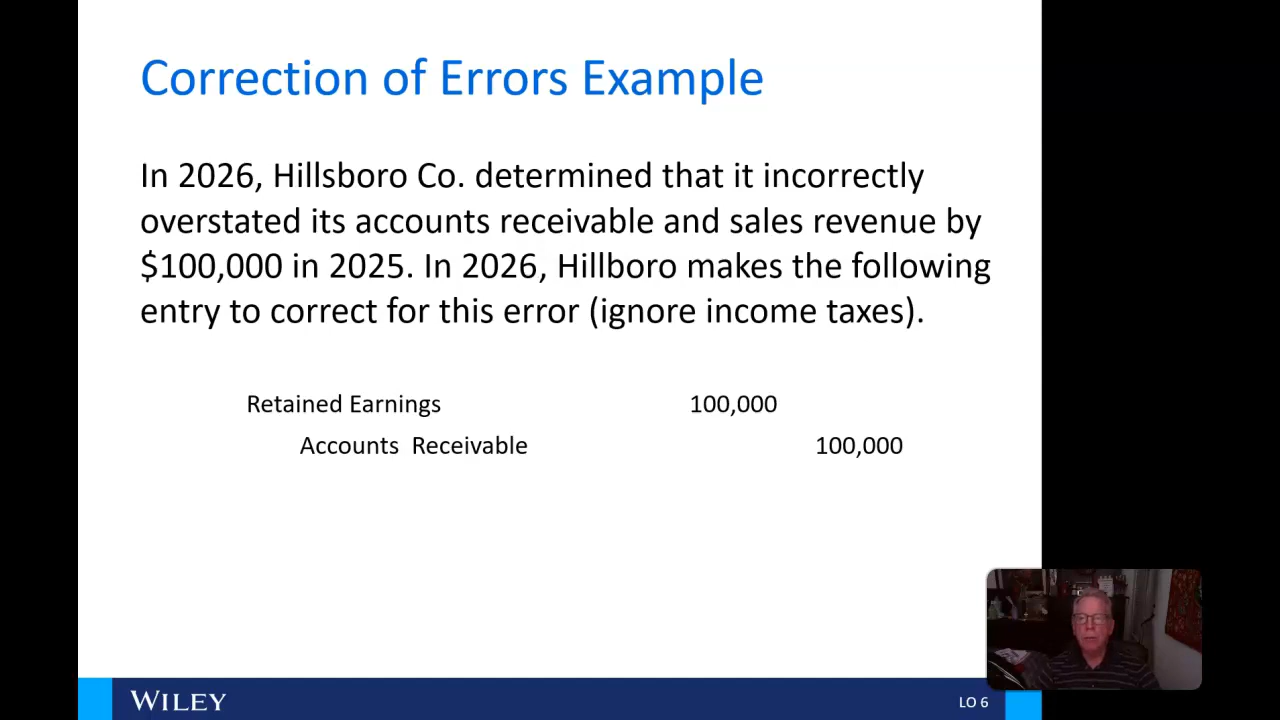 Correction of Errors Example
In 2026, Hillsboro Co. determined that it incorrectly
overstated its accounts receivable and sales revenue by
$100,000 in 2025. In 2026, Hillboro makes the following
entry to correct for this error (ignore income taxes).
Retained Earnings 100,000
Accounts Receivable 100,000
WILEY
LO 6